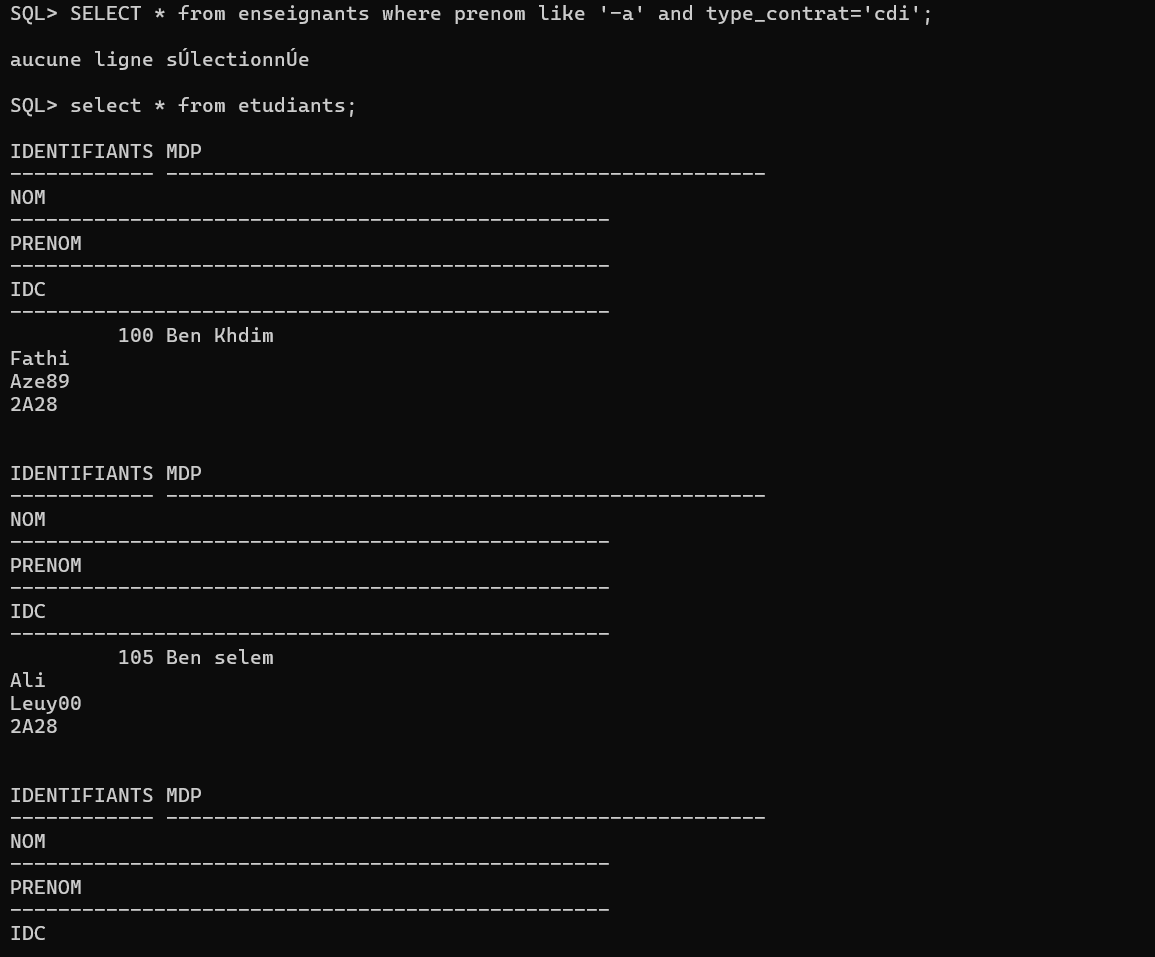 SQL> SELECT * from enseignants where prenom like '-a' and type_contrat='cdi';
aucune ligne sÚlectionnÚe
SQL> select * from etudiants;
IDENTIFIANTS MDP
------------ --------------------------------------------------
NOM
--------------------------------------------------
PRENOM
--------------------------------------------------
IDC
--------------------------------------------------
100 Ben Khdim
Fathi
Aze89
2A28
IDENTIFIANTS MDP
------------ --------------------------------------------------
NOM
--------------------------------------------------
PRENOM
--------------------------------------------------
IDC
--------------------------------------------------
105 Ben selem
Ali
Leuy00
2A28
IDENTIFIANTS MDP
------------ --------------------------------------------------
NOM
--------------------------------------------------
PRENOM
--------------------------------------------------
IDC